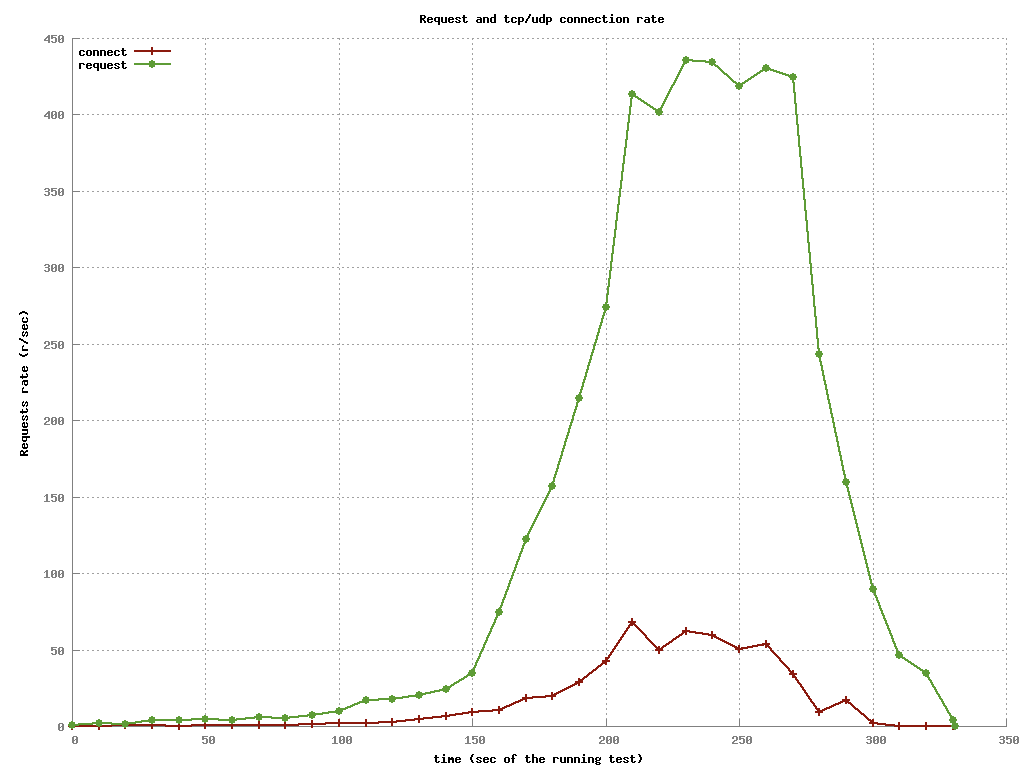 Request and tcp/udp connection rate
connect
request
450
400
350
300
250
200
150
100
50
0
Requests rate (r/sec)
0 50 100 150 200 250 300 350
time (sec of the running test)